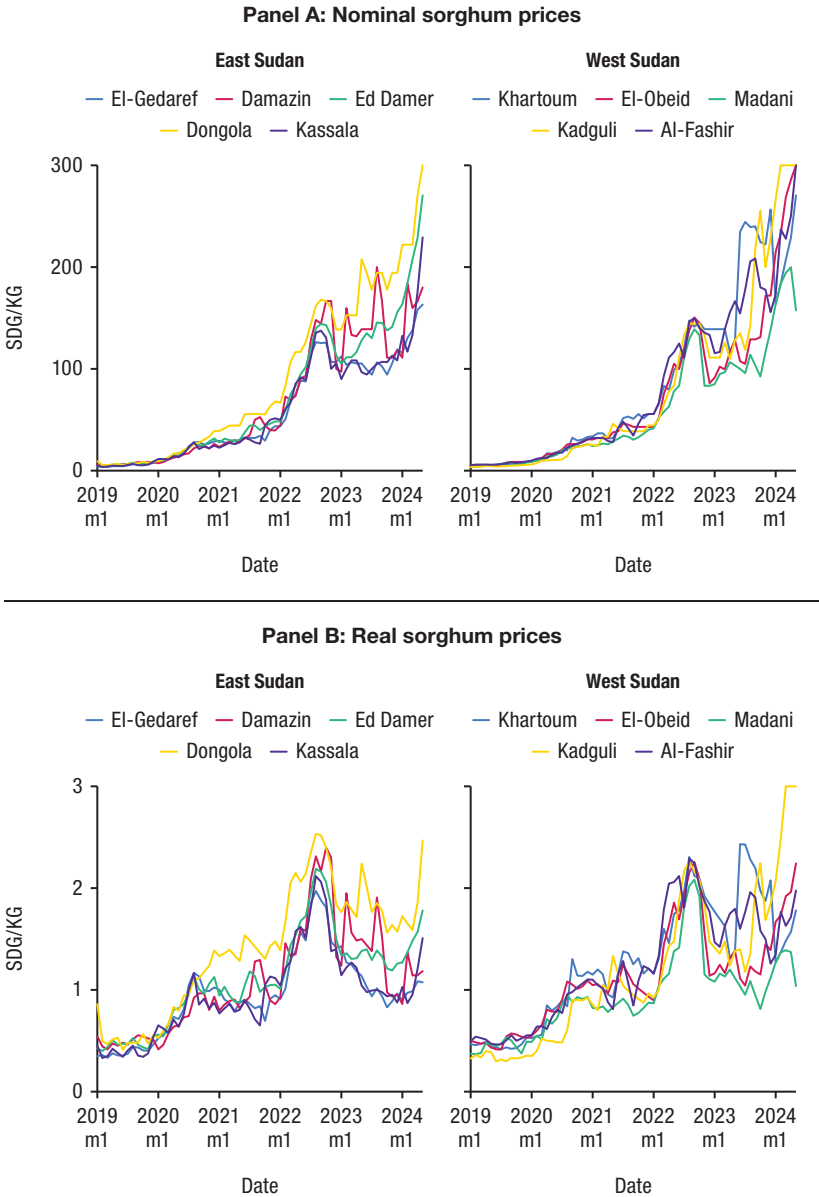 Panel A: Nominal sorghum prices
East Sudan
El-Gedaref Damazin Ed Damer
Dongola Kassala
West Sudan
Khartoum El-Obeid Madani
Kadguli Al-Fashir
SDG/KG
300
200
100
0
2019 2020 2021 2022 2023 2024
m1 m1 m1 m1 m1 m1
Date
2019 2020 2021 2022 2023 2024
m1 m1 m1 m1 m1 m1
Date
Panel B: Real sorghum prices
East Sudan
El-Gedaref Damazin Ed Damer
Dongola Kassala
West Sudan
Khartoum El-Obeid Madani
Kadguli Al-Fashir
SDG/KG
3
2
1
0
2019 2020 2021 2022 2023 2024
m1 m1 m1 m1 m1 m1
Date
2019 2020 2021 2022 2023 2024
m1 m1 m1 m1 m1 m1
Date